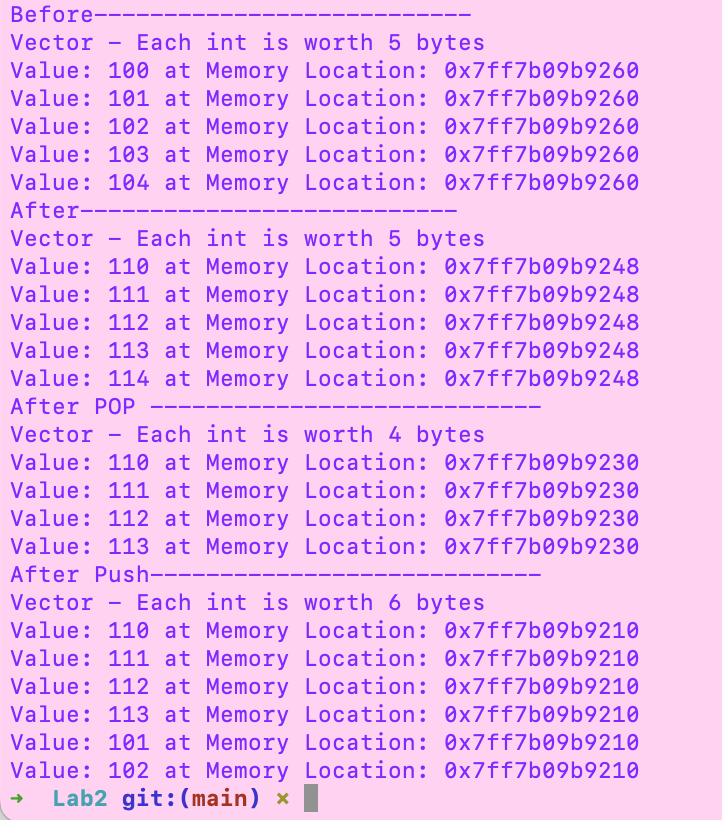 Before---------------------------
Vector - Each int is worth 5 bytes
Value: 100 at Memory Location: 0x7ff7b09b9260
Value: 101 at Memory Location: 0x7ff7b09b9260
Value: 102 at Memory Location: 0x7ff7b09b9260
Value: 103 at Memory Location: 0x7ff7b09b9260
Value: 104 at Memory Location: 0x7ff7b09b9260
After---------------------------
Vector - Each int is worth 5 bytes
Value: 110 at Memory Location: 0x7ff7b09b9248
Value: 111 at Memory Location: 0x7ff7b09b9248
Value: 112 at Memory Location: 0x7ff7b09b9248
Value: 113 at Memory Location: 0x7ff7b09b9248
Value: 114 at Memory Location: 0x7ff7b09b9248
After POP ----------------------------
Vector - Each int is worth 4 bytes
Value: 110 at Memory Location: 0x7ff7b09b9230
Value: 111 at Memory Location: 0x7ff7b09b9230
Value: 112 at Memory Location: 0x7ff7b09b9230
Value: 113 at Memory Location: 0x7ff7b09b9230
After Push----------------------------
Vector - Each int is worth 6 bytes
Value: 110 at Memory Location: 0x7ff7b09b9210
Value: 111 at Memory Location: 0x7ff7b09b9210
Value: 112 at Memory Location: 0x7ff7b09b9210
Value: 113 at Memory Location: 0x7ff7b09b9210
Value: 101 at Memory Location: 0x7ff7b09b9210
Value: 102 at Memory Location: 0x7ff7b09b9210
➜ Lab2 git:(main) ×